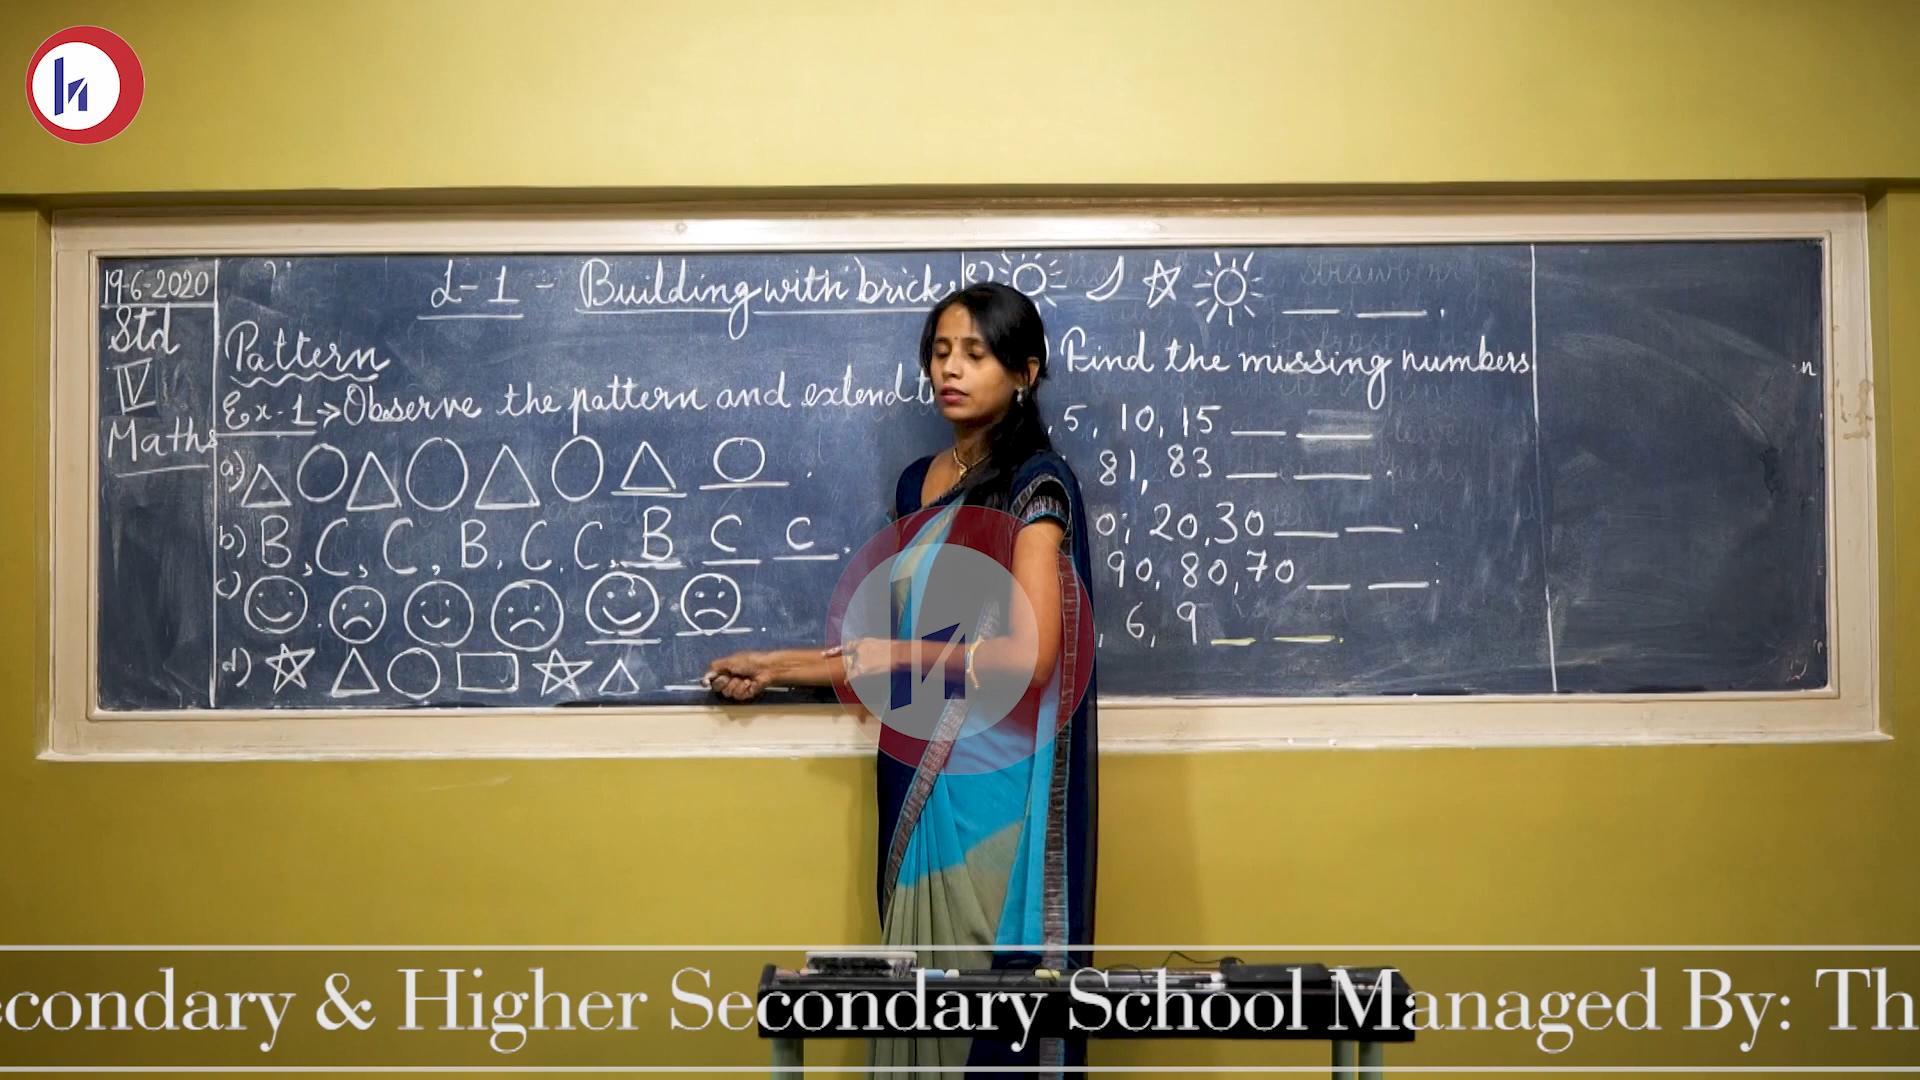 19-6-2020
Std
V
Maths
L-1 - Building with brick
Pattern
Ex-1 → Observe the pattern and extend
a)
b) B, C, C, B, C, C, B C C.
c)
d)
e)
Find the missing numbers
, 5, 10, 15
81, 83
0, 20, 30
90, 80, 70
, 6, 9
n
condary & Higher Secondary School Managed By: Th